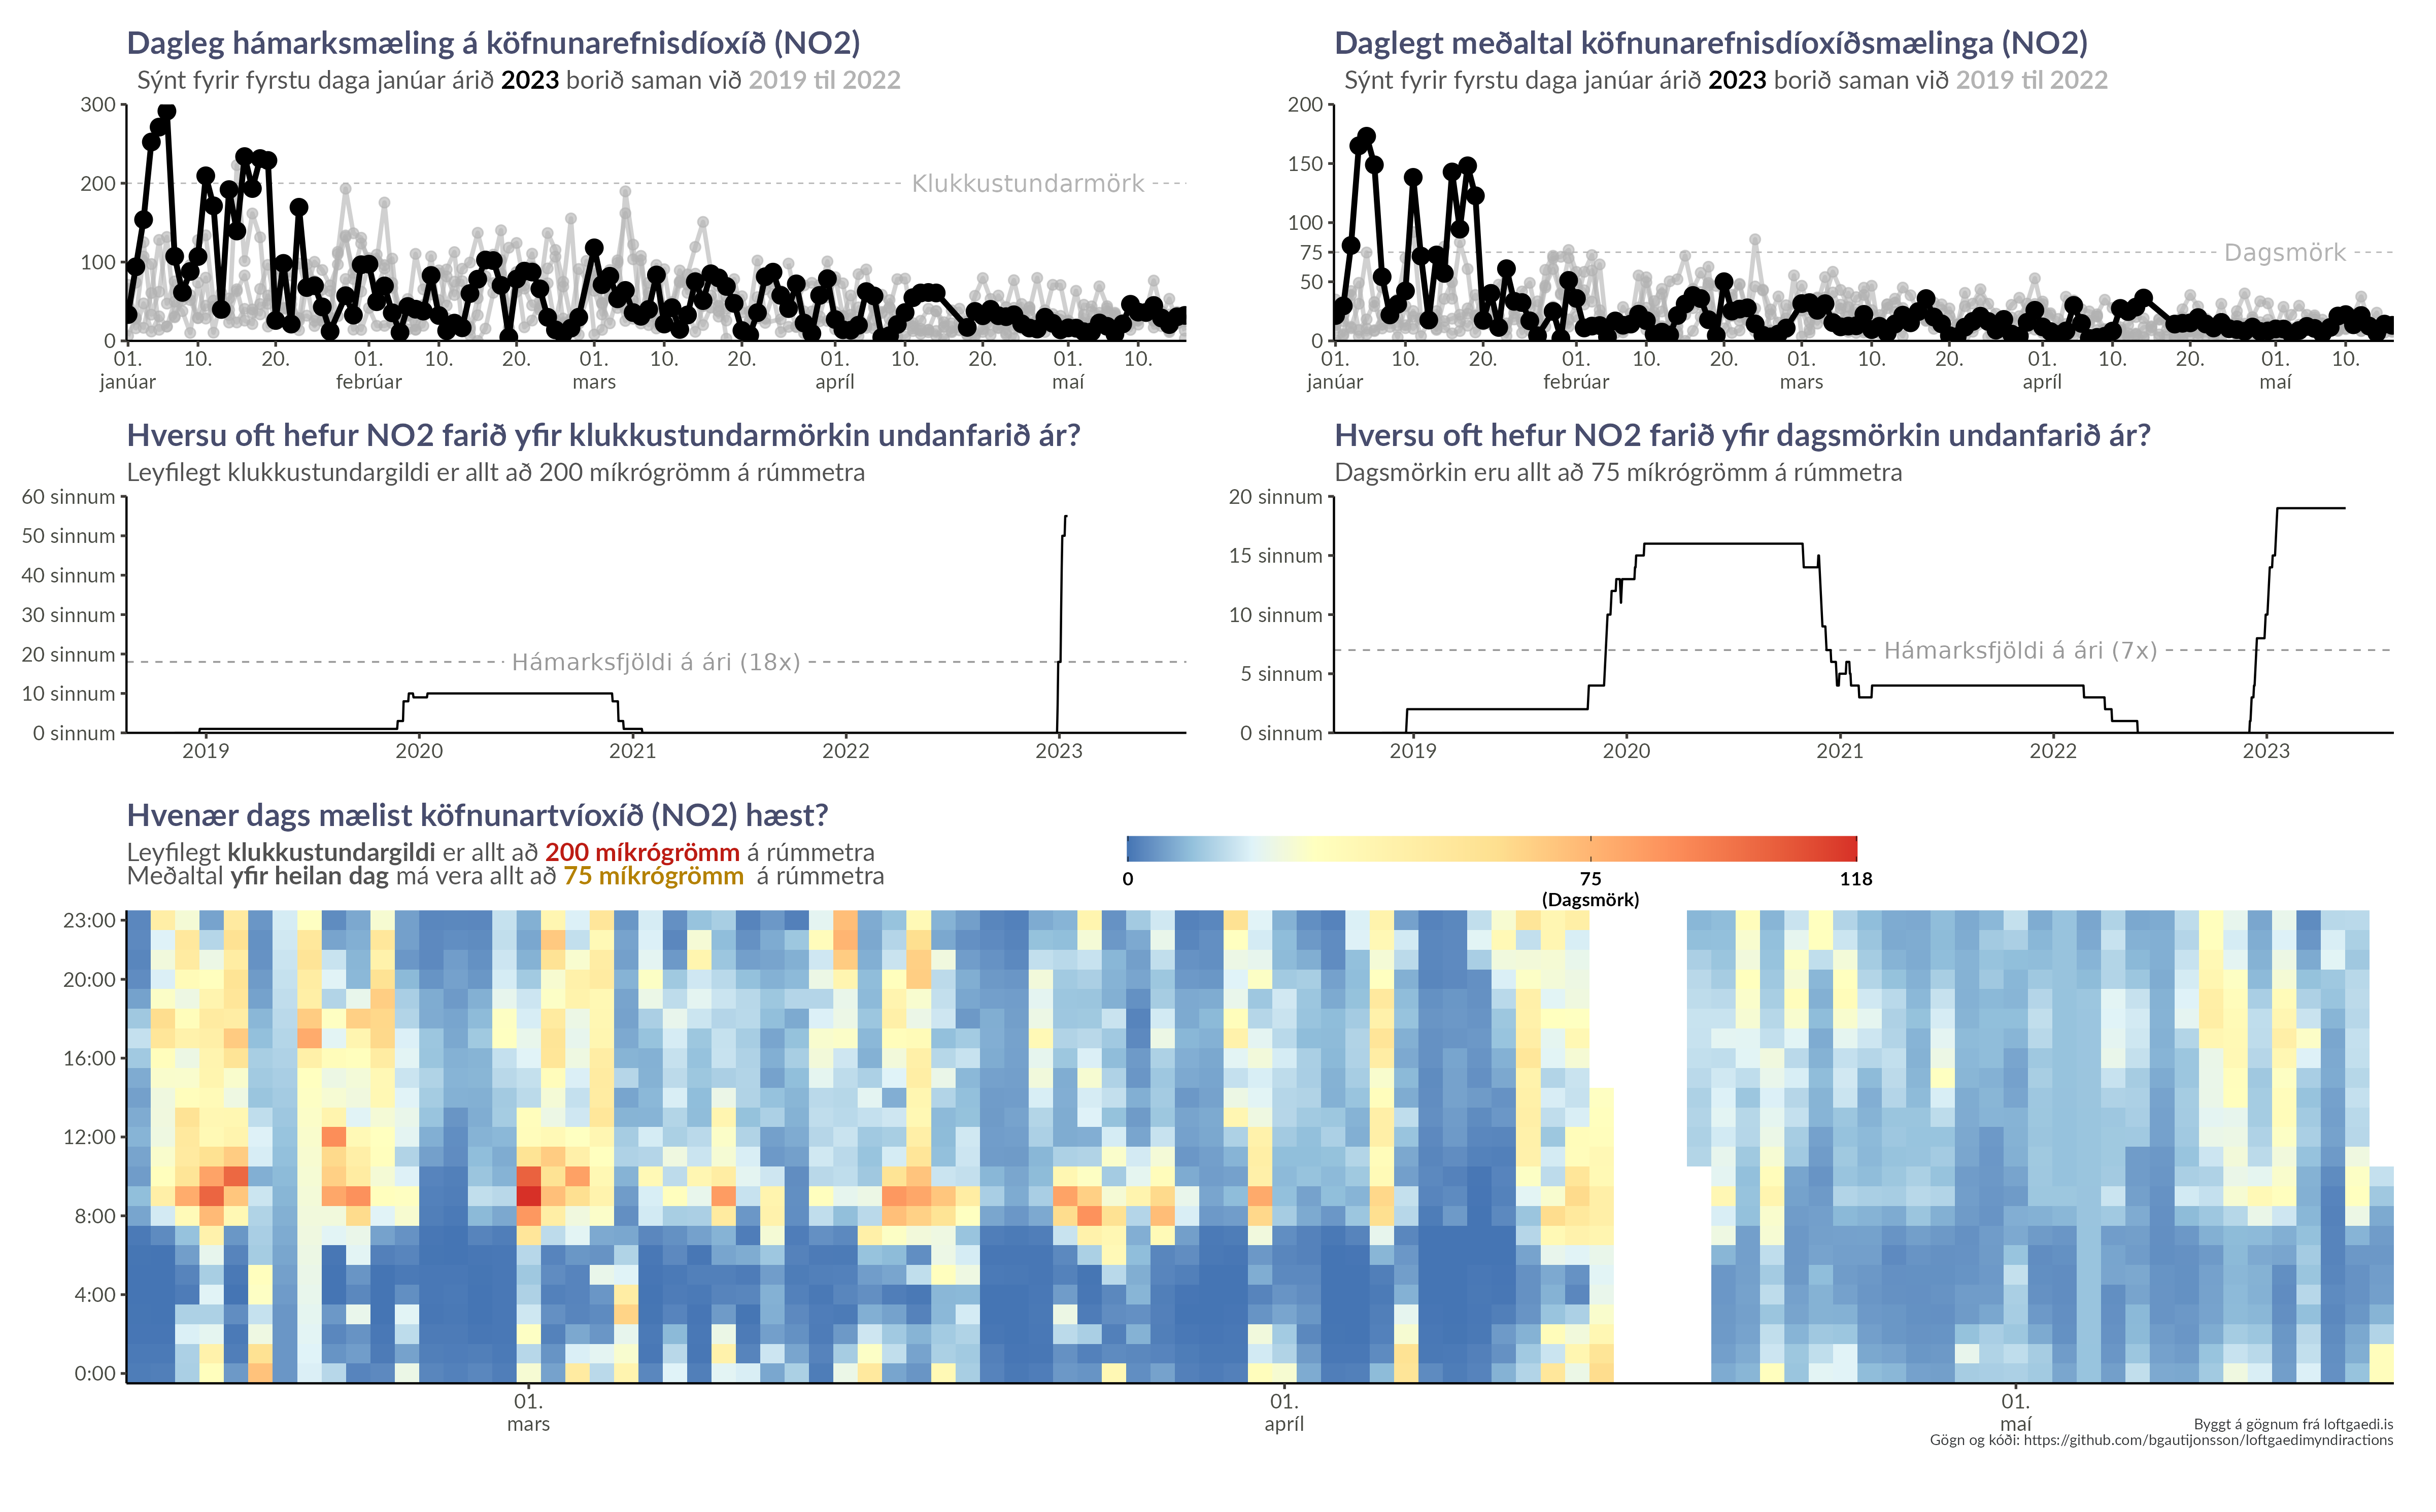 Dagleg hámarksmæling á köfnunarefnisdíoxíð (NO2)
Sýnt fyrir fyrstu daga janúar árið 2023 borið saman við 2019 til 2022
300
200
100
0
Klukkustundarmörk
01. 10. 20. 01. 10. 20. 01. 10. 20. 01. 10. 20. 01. 10.
janúar febrúar mars apríl maí
Daglegt meðaltal köfnunarefnisdíoxíðsmælinga (NO2)
Sýnt fyrir fyrstu daga janúar árið 2023 borið saman við 2019 til 2022
200
150
100
75
50
0
Dagsmörk
01. 10. 20. 01. 10. 20. 01. 10. 20. 01. 10. 20. 01. 10.
janúar febrúar mars apríl maí
Hversu oft hefur NO2 farið yfir klukkustundarmörkin undanfarið ár?
Leyfilegt klukkustundargildi er allt að 200 míkrógrömm á rúmmetra
60 sinnum
50 sinnum
40 sinnum
30 sinnum
20 sinnum
10 sinnum
0 sinnum
Hámarksfjöldi á ári (18x)
2019 2020 2021 2022 2023
Hversu oft hefur NO2 farið yfir dagsmörkin undanfarið ár?
Dagsmörkin eru allt að 75 míkrógrömm á rúmmetra
20 sinnum
15 sinnum
10 sinnum
5 sinnum
0 sinnum
Hámarksfjöldi á ári (7x)
2019 2020 2021 2022 2023
Hvenær dags mælist köfnunartvíoxíð (NO2) hæst?
Leyfilegt klukkustundargildi er allt að 200 míkrógrömm á rúmmetra
Meðaltal yfir heilan dag má vera allt að 75 míkrógrömm á rúmmetra
0 75 118
(Dagsmörk)
23:00
20:00
16:00
12:00
8:00
4:00
0:00
01. 01. 01.
mars apríl maí
Byggt á gögnum frá loftgaedi.is
Gögn og kóði: https://github.com/bgautijonsson/loftgaedimyndiractions